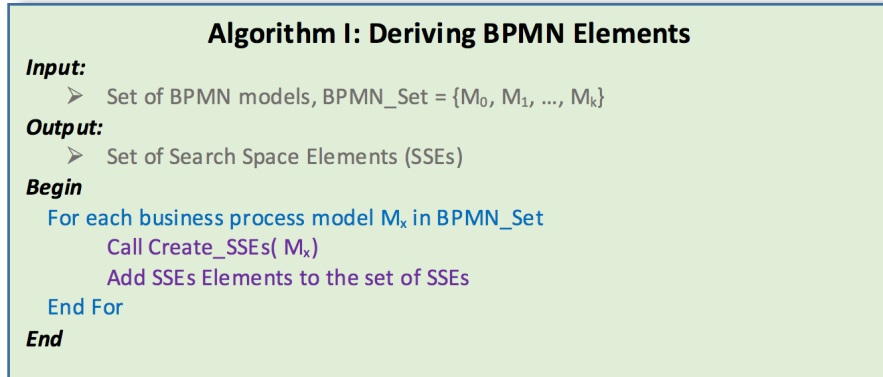 Algorithm I: Deriving BPMN Elements
Input:
➢ Set of BPMN models, BPMN_Set = {M₀, M₁, …, Mₖ}
Output:
➢ Set of Search Space Elements (SSEs)
Begin
For each business process model Mₓ in BPMN_Set
Call Create_SSEs( Mₓ)
Add SSEs Elements to the set of SSEs
End For
End